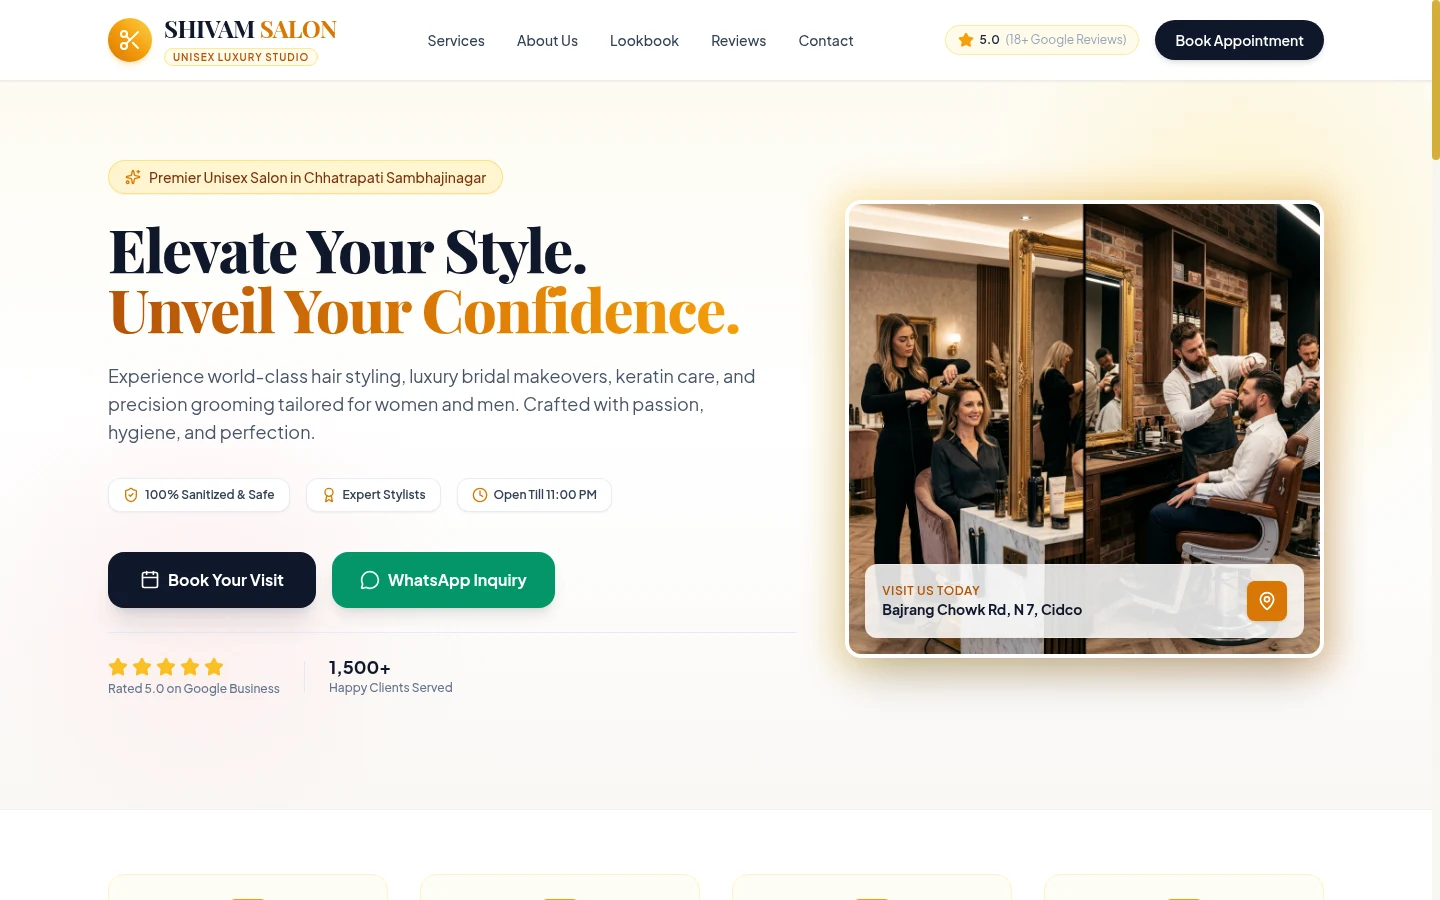 SHIVAM SALON
UNISEX LUXURY STUDIO
Services
About Us
Lookbook
Reviews
Contact
5.0 (18+ Google Reviews)
Book Appointment
Premier Unisex Salon in Chhatrapati Sambhajinagar
Elevate Your Style.
Unveil Your Confidence.
Experience world-class hair styling, luxury bridal makeovers, keratin care, and
precision grooming tailored for women and men. Crafted with passion,
hygiene, and perfection.
100% Sanitized & Safe
Expert Stylists
Open Till 11:00 PM
Book Your Visit
WhatsApp Inquiry
Rated 5.0 on Google Business
1,500+
Happy Clients Served
VISIT US TODAY
Bajrang Chowk Rd, N 7, Cidco